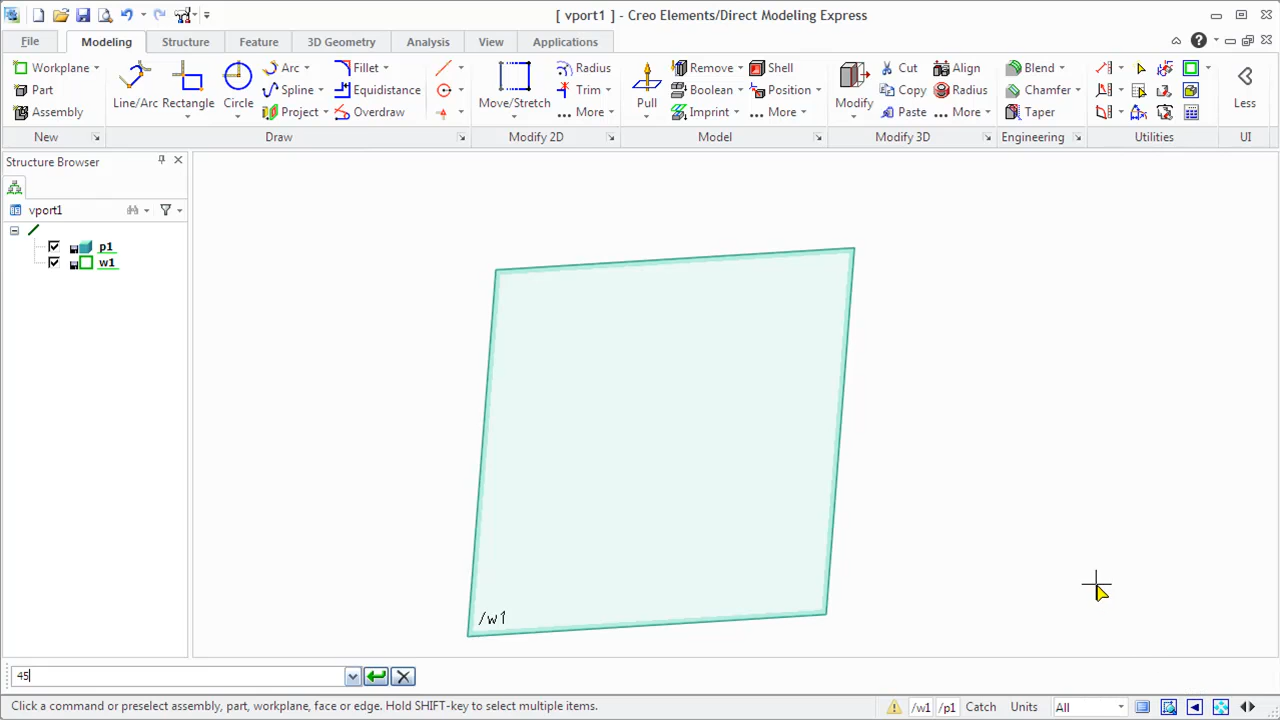 [ vport1 ] - Creo Elements/Direct Modeling Express
File Modeling Structure Feature 3D Geometry Analysis View Applications
Workplane Part Assembly New
Line/Arc Rectangle Circle Arc Spline Project Fillet Equidistance Overdraw Draw
Move/Stretch Radius Trim ... More Modify 2D
Pull Remove Boolean Imprint Shell Position ... More Model
Modify Cut Copy Paste Align Radius ... More Modify 3D
Blend Chamfer Taper Engineering
Utilities
Less UI
Structure Browser
vport1
p1
w1
/w1
45
Click a command or preselect assembly, part, workplane, face or edge. Hold SHIFT-key to select multiple items.
/w1 /p1 Catch Units All